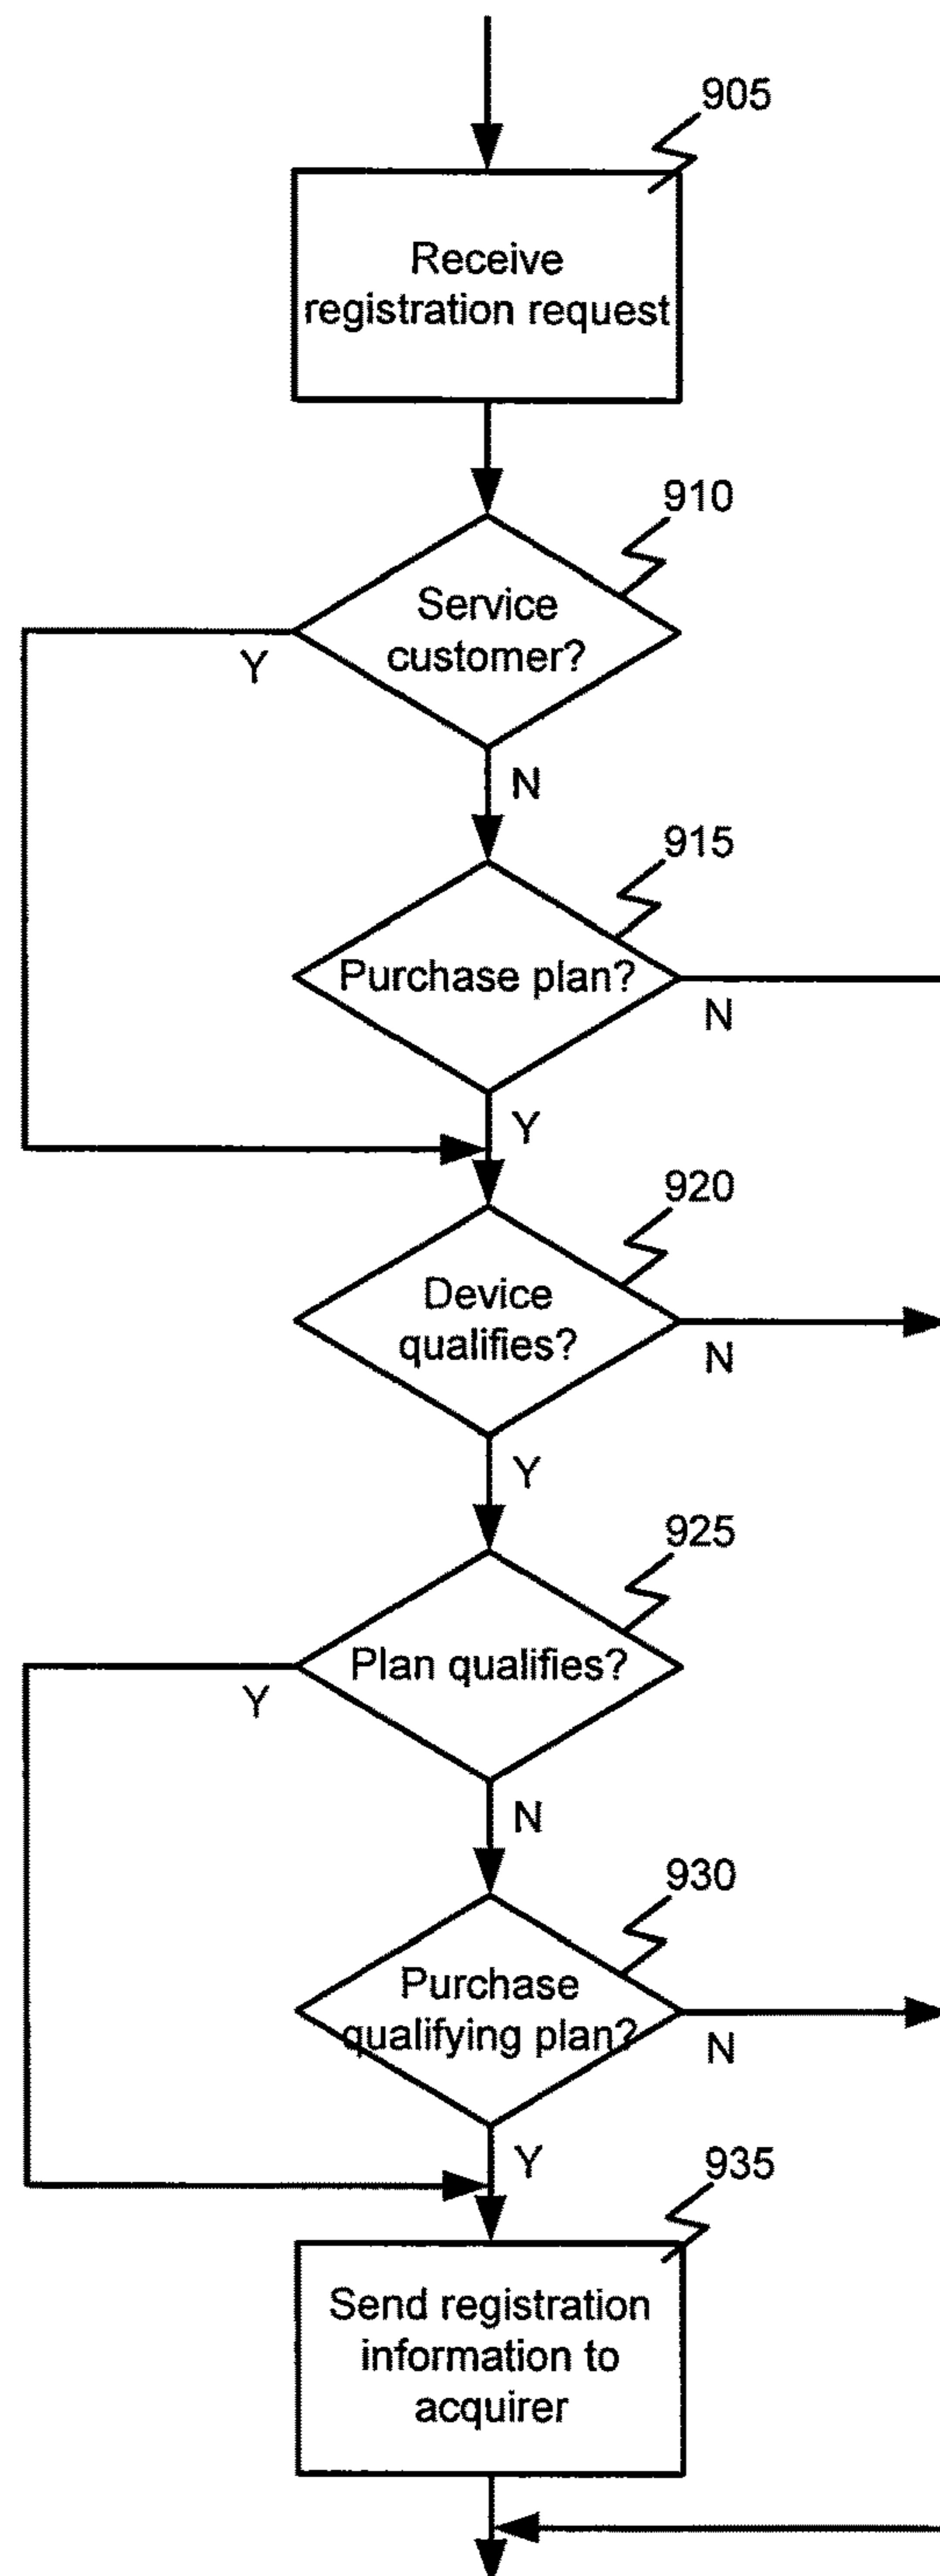 905
Receive
registration request
910
Service
customer?
Y
N
915
Purchase plan?
N
Y
920
Device
qualifies?
N
Y
925
Plan qualifies?
Y
N
930
Purchase
qualifying plan?
N
Y
935
Send registration
information to
acquirer